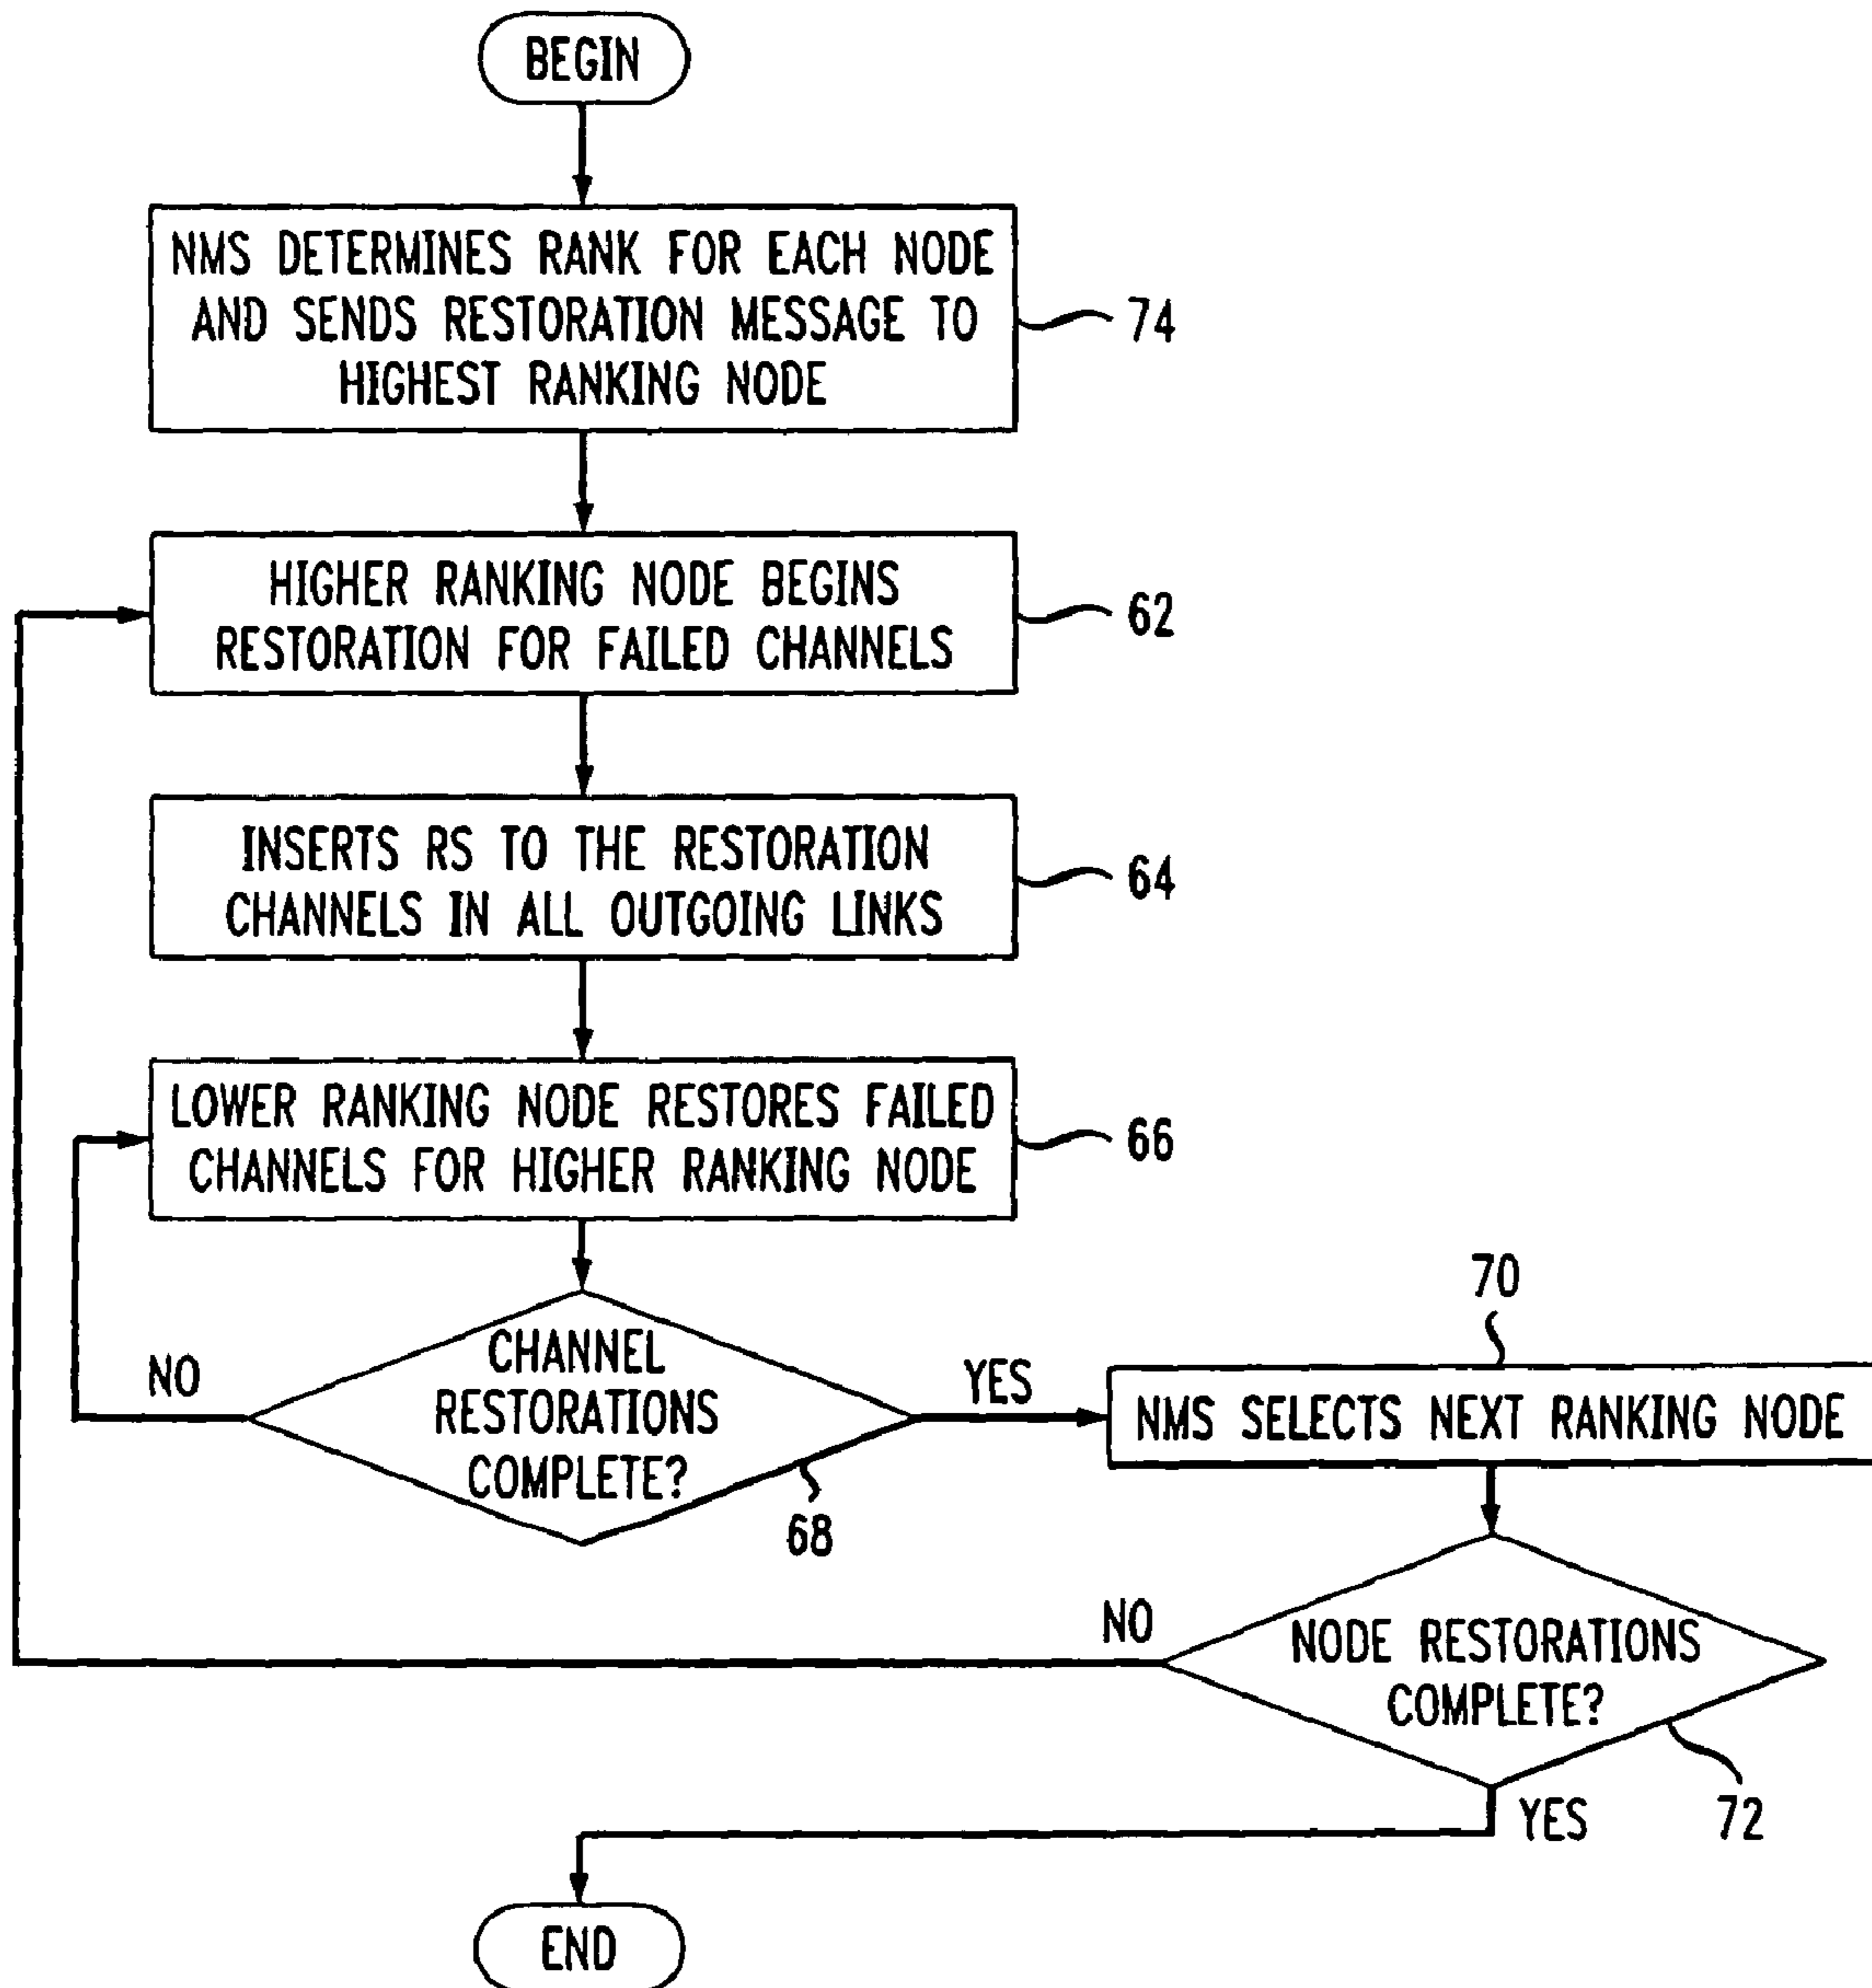 BEGIN
NMS DETERMINES RANK FOR EACH NODE
AND SENDS RESTORATION MESSAGE TO
HIGHEST RANKING NODE
74
HIGHER RANKING NODE BEGINS
RESTORATION FOR FAILED CHANNELS
62
INSERTS RS TO THE RESTORATION
CHANNELS IN ALL OUTGOING LINKS
64
LOWER RANKING NODE RESTORES FAILED
CHANNELS FOR HIGHER RANKING NODE
66
CHANNEL
RESTORATIONS
COMPLETE?
68
NO
YES
70
NMS SELECTS NEXT RANKING NODE
NODE RESTORATIONS
COMPLETE?
72
NO
YES
END